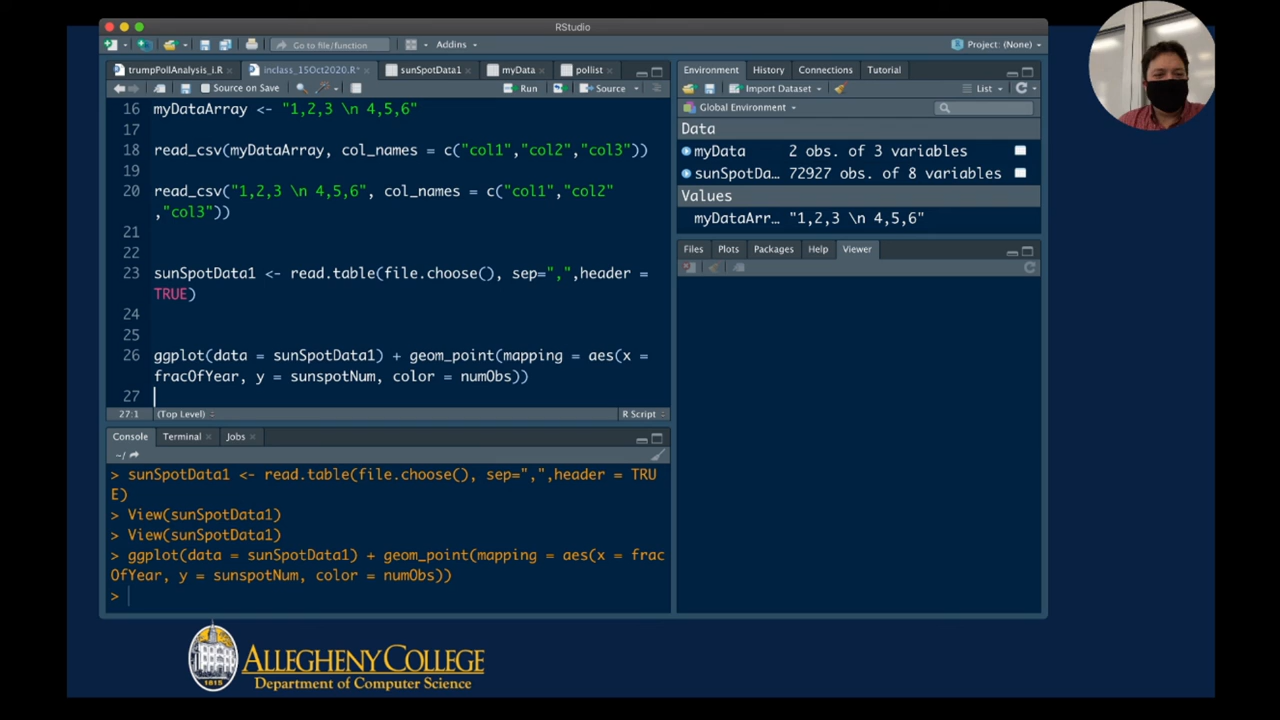 RStudio
Go to file/function
Addins
Project: (None)
trumpPollAnalysis_i.R
inclass_15Oct2020.R*
sunSpotData1
myData
pollist
Source on Save
Run
Source
16 myDataArray <- "1,2,3 \n 4,5,6"
17
18 read_csv(myDataArray, col_names = c("col1","col2","col3"))
19
20 read_csv("1,2,3 \n 4,5,6", col_names = c("col1","col2"
,"col3"))
21
22
23 sunSpotData1 <- read.table(file.choose(), sep=",",header =
TRUE)
24
25
26 ggplot(data = sunSpotData1) + geom_point(mapping = aes(x =
fracOfYear, y = sunspotNum, color = numObs))
27
27:1 (Top Level) R Script
Console Terminal Jobs
~/
> sunSpotData1 <- read.table(file.choose(), sep=",",header = TRU
E)
> View(sunSpotData1)
> View(sunSpotData1)
> ggplot(data = sunSpotData1) + geom_point(mapping = aes(x = frac
OfYear, y = sunspotNum, color = numObs))
>
Environment History Connections Tutorial
Import Dataset
List
Global Environment
Data
myData 2 obs. of 3 variables
sunSpotDa… 72927 obs. of 8 variables
Values
myDataArr… "1,2,3 \n 4,5,6"
Files Plots Packages Help Viewer
1815
ALLEGHENY COLLEGE
Department of Computer Science